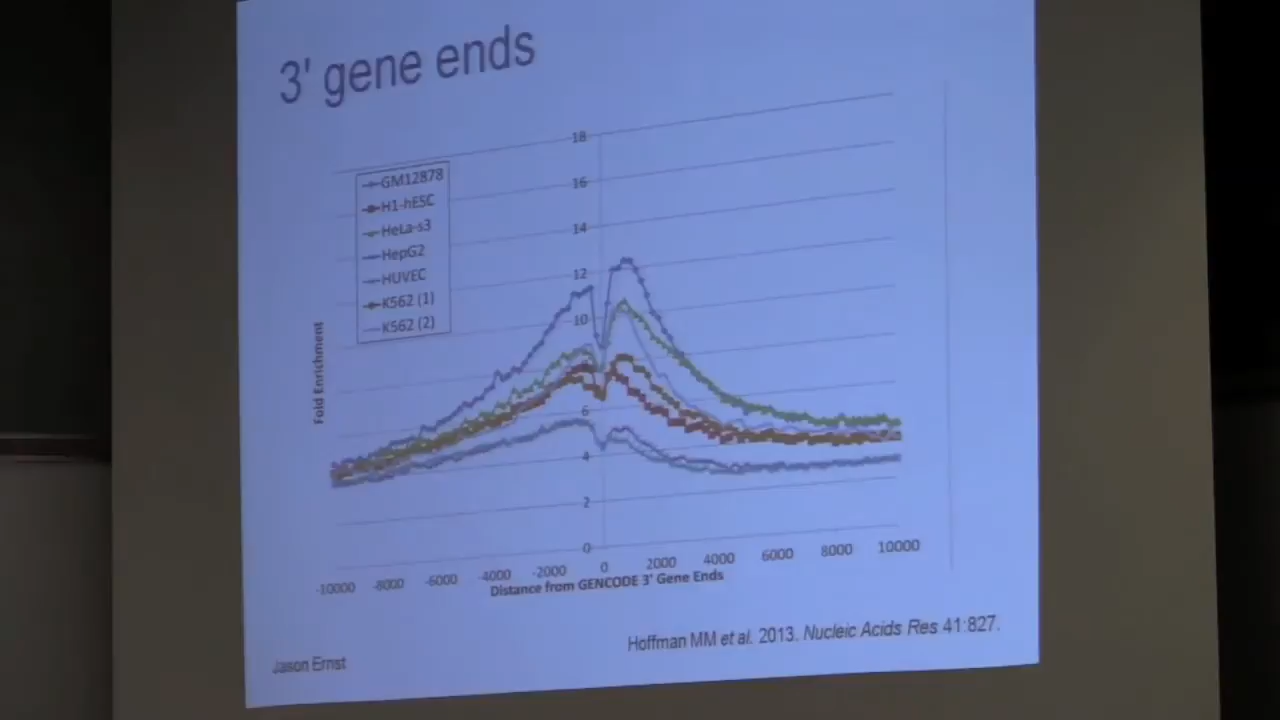 3' gene ends
18
16
14
12
10
6
4
2
0
GM12878
H1-hESC
HeLa-s3
HepG2
HUVEC
K562 (1)
K562 (2)
Fold Enrichment
-10000 -8000 -6000 -4000 -2000 0 2000 4000 6000 8000 10000
Distance from GENCODE 3' Gene Ends
Hoffman MM et al. 2013. Nucleic Acids Res 41:827.
Jason Ernst